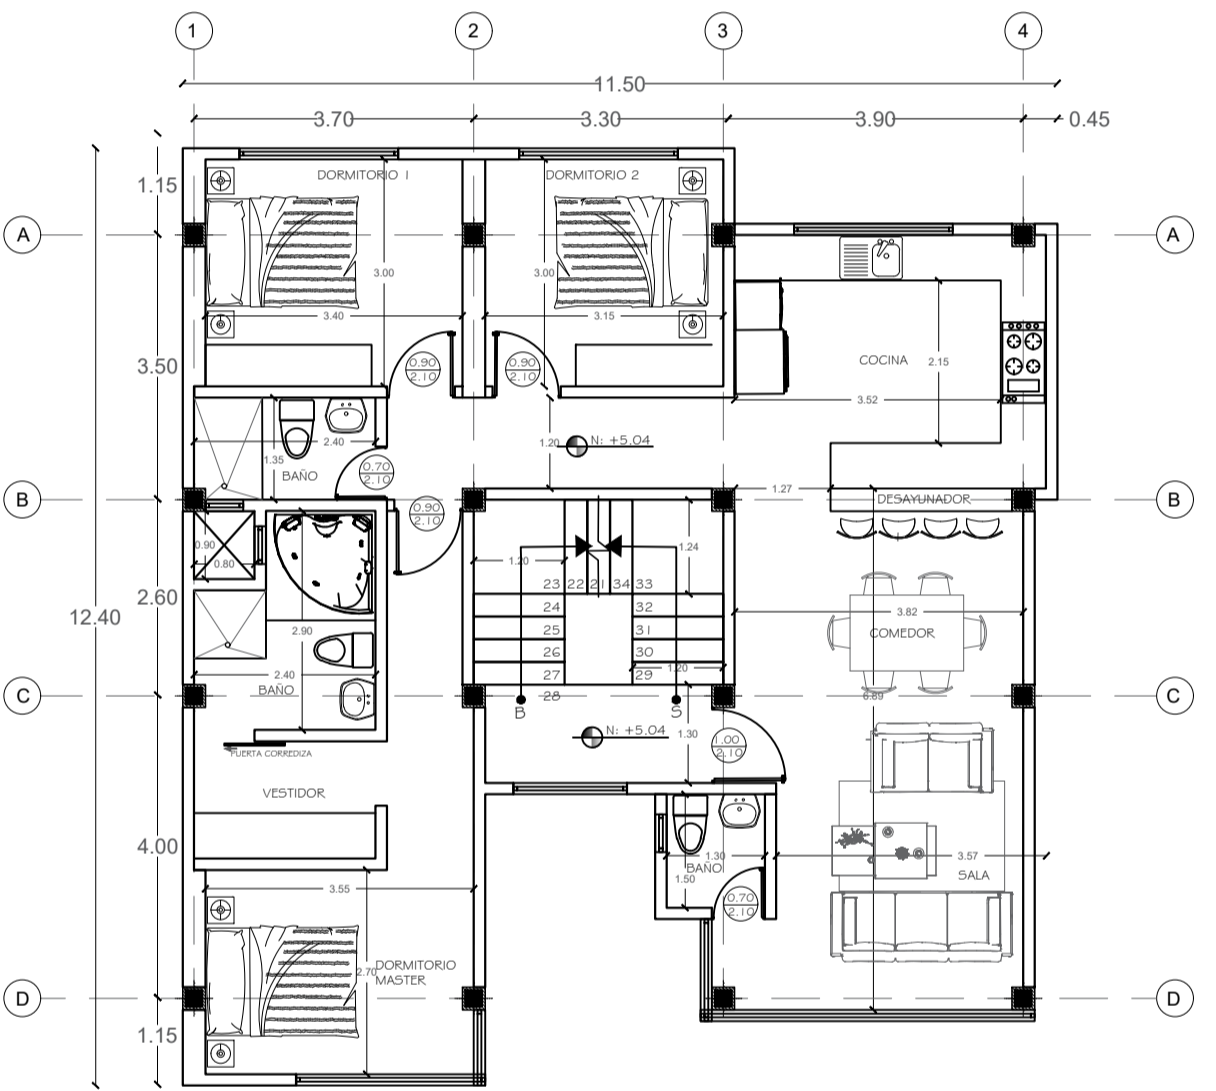 1 2 3 4
11.50
3.70 3.30 3.90 0.45
DORMITORIO 1 DORMITORIO 2
1.15
A A
3.00 3.00
3.40 3.15
COCINA
2.15
0.90 0.90
2.10 2.10
3.50
3.52
2.40
1.20
N: +5.04
1.35
BAÑO
0.70
2.10
1.27
B B
DESAYUNADOR
0.90
2.10
0.90
1.24
0.80
1.20
23 22 21 34 33
2.60
24 32
3.82
12.40
25 31
COMEDOR
2.90
26 30
2.40
27 29
1.20
BAÑO
28
C C
6.89
B S
N: +5.04
1.30
1.00
2.10
PUERTA CORREDIZA
VESTIDOR
4.00
1.30
3.57
BAÑO
1.50
SALA
3.55
0.70
2.10
2.70
DORMITORIO
MASTER
D D
1.15